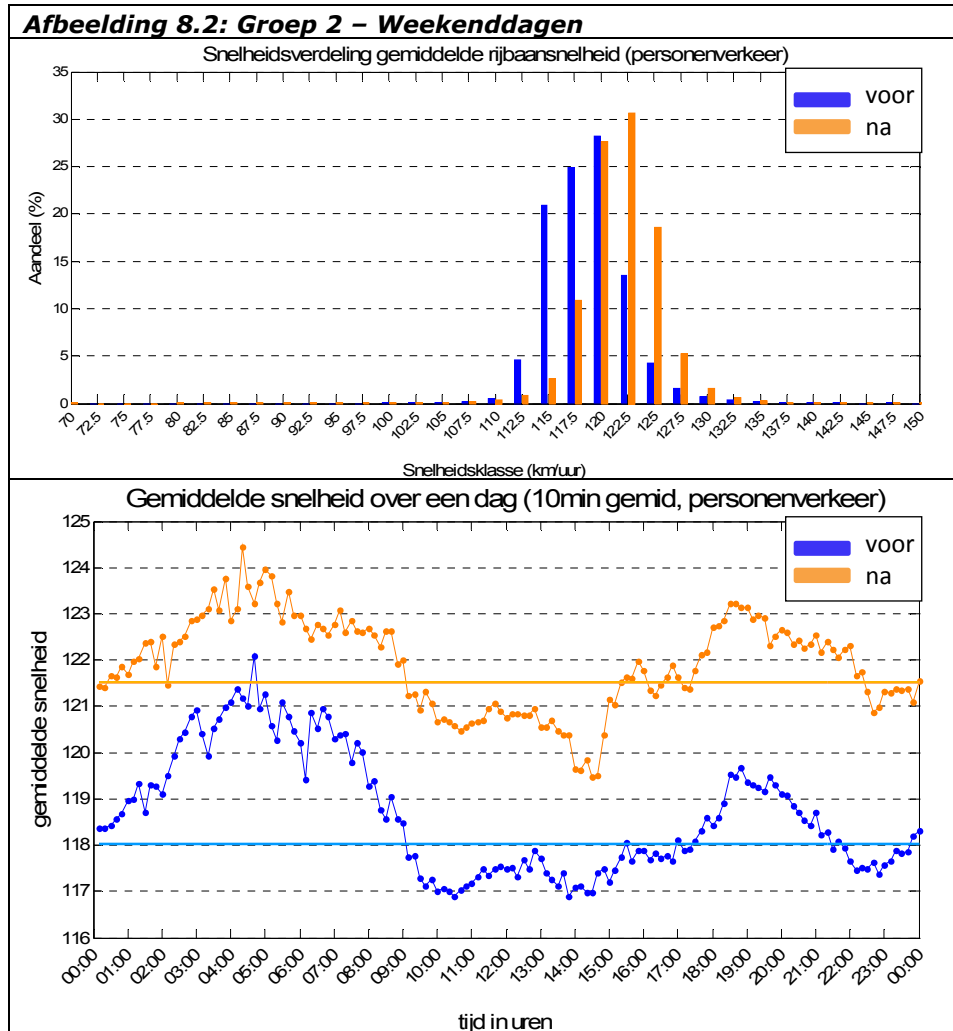 Afbeelding 8.2: Groep 2 – Weekenddagen
Snelheidsverdeling gemiddelde rijbaansnelheid (personenverkeer)
35
30
25
20
15
10
5
0
Aandeel (%)
voor
na
70 72.5 75 77.5 80 82.5 85 87.5 90 92.5 95 97.5 100 102.5 105 107.5 110 112.5 115 117.5 120 122.5 125 127.5 130 132.5 135 137.5 140 142.5 145 147.5 150
Snelheidsklasse (km/uur)
Gemiddelde snelheid over een dag (10min gemid, personenverkeer)
125
124
123
122
121
120
119
118
117
116
gemiddelde snelheid
voor
na
00:00 01:00 02:00 03:00 04:00 05:00 06:00 07:00 08:00 09:00 10:00 11:00 12:00 13:00 14:00 15:00 16:00 17:00 18:00 19:00 20:00 21:00 22:00 23:00 00:00
tijd in uren